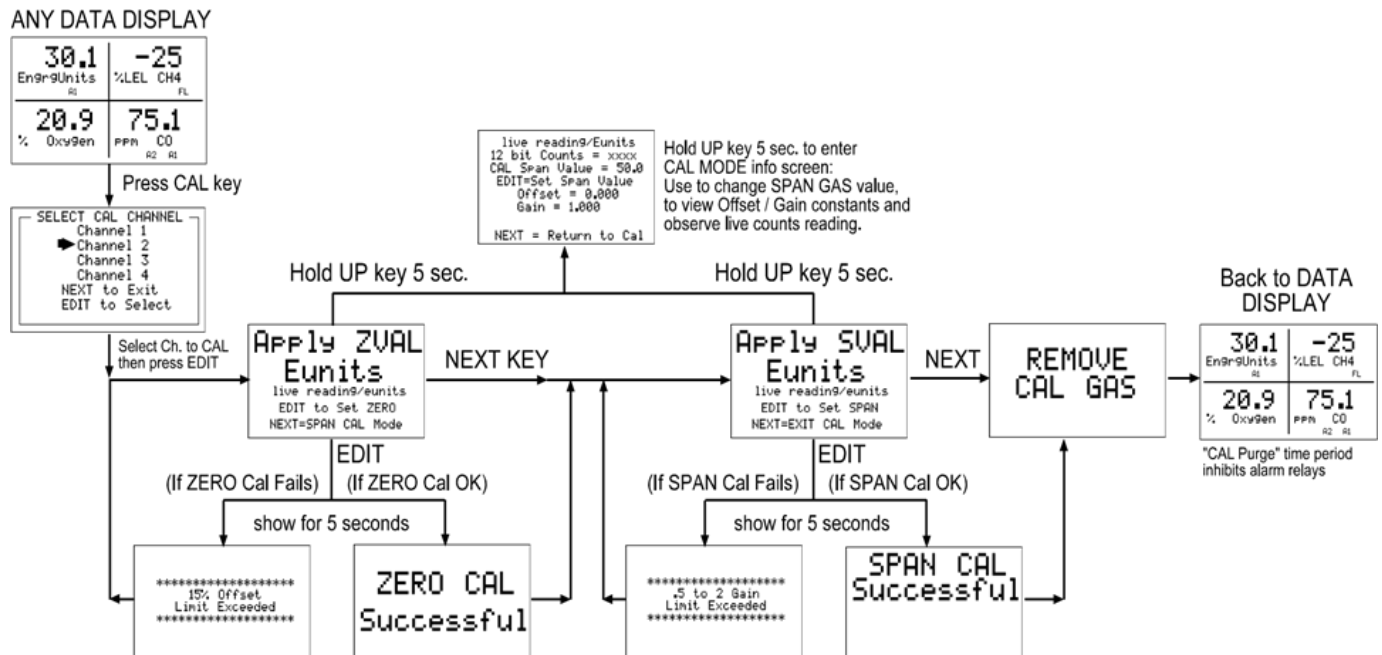 ANY DATA DISPLAY
30.1
EngrgUnits
A1
-25
%LEL CH4
FL
20.9
% Oxygen
75.1
PPM CO
A2 A1
Press CAL key
SELECT CAL CHANNEL
Channel 1
Channel 2
Channel 3
Channel 4
NEXT to Exit
EDIT to Select
Select Ch. to CAL
then press EDIT
live reading/Eunits
12 bit Counts = xxxx
CAL Span Value = 50.0
EDIT=Set Span Value
Offset = 0.000
Gain = 1.000
NEXT = Return to Cal
Hold UP key 5 sec. to enter
CAL MODE info screen:
Use to change SPAN GAS value,
to view Offset / Gain constants and
observe live counts reading.
Hold UP key 5 sec.
Hold UP key 5 sec.
Apply ZVAL
Eunits
live reading/eunits
EDIT to Set ZERO
NEXT=SPAN CAL Mode
NEXT KEY
Apply SVAL
Eunits
live reading/eunits
EDIT to Set SPAN
NEXT=EXIT CAL Mode
NEXT
REMOVE
CAL GAS
Back to DATA
DISPLAY
30.1
EngrgUnits
A1
-25
%LEL CH4
FL
20.9
% Oxygen
75.1
PPM CO
A2 A1
"CAL Purge" time period
inhibits alarm relays
EDIT
(If ZERO Cal Fails)
(If ZERO Cal OK)
show for 5 seconds
*******************
15% Offset
Limit Exceeded
*******************
ZERO CAL
Successful
EDIT
(If SPAN Cal Fails)
(If SPAN Cal OK)
show for 5 seconds
*******************
.5 to 2 Gain
Limit Exceeded
*******************
SPAN CAL
Successful